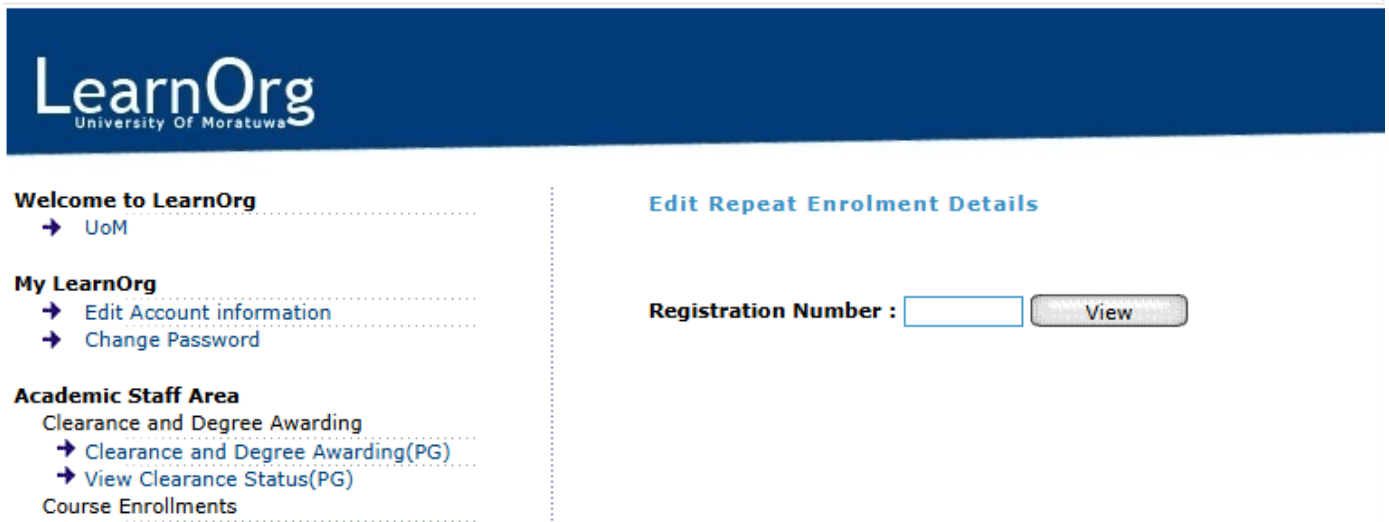 LearnOrg
University Of Moratuwa
Welcome to LearnOrg
UoM
My LearnOrg
Edit Account information
Change Password
Academic Staff Area
Clearance and Degree Awarding
Clearance and Degree Awarding(PG)
View Clearance Status(PG)
Course Enrollments
Edit Repeat Enrolment Details
Registration Number : View